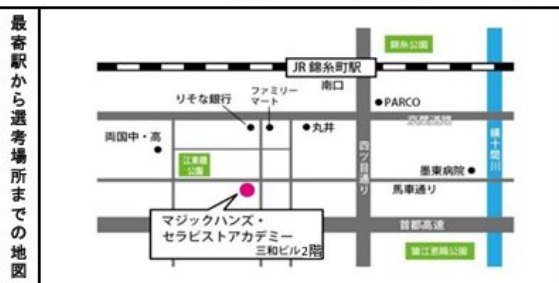 最寄駅から選考場所までの地図
錦糸公園
JR 錦糸町駅
南口
ファミリー
マート
りそな銀行
PARCO
丸井
京葉道路
両国中・高
江東橋
公園
四ツ目通り
横十間川
墨東病院
馬車通り
マジックハンズ・
セラピストアカデミー
三和ビル2階
首都高速
猿江恩賜公園